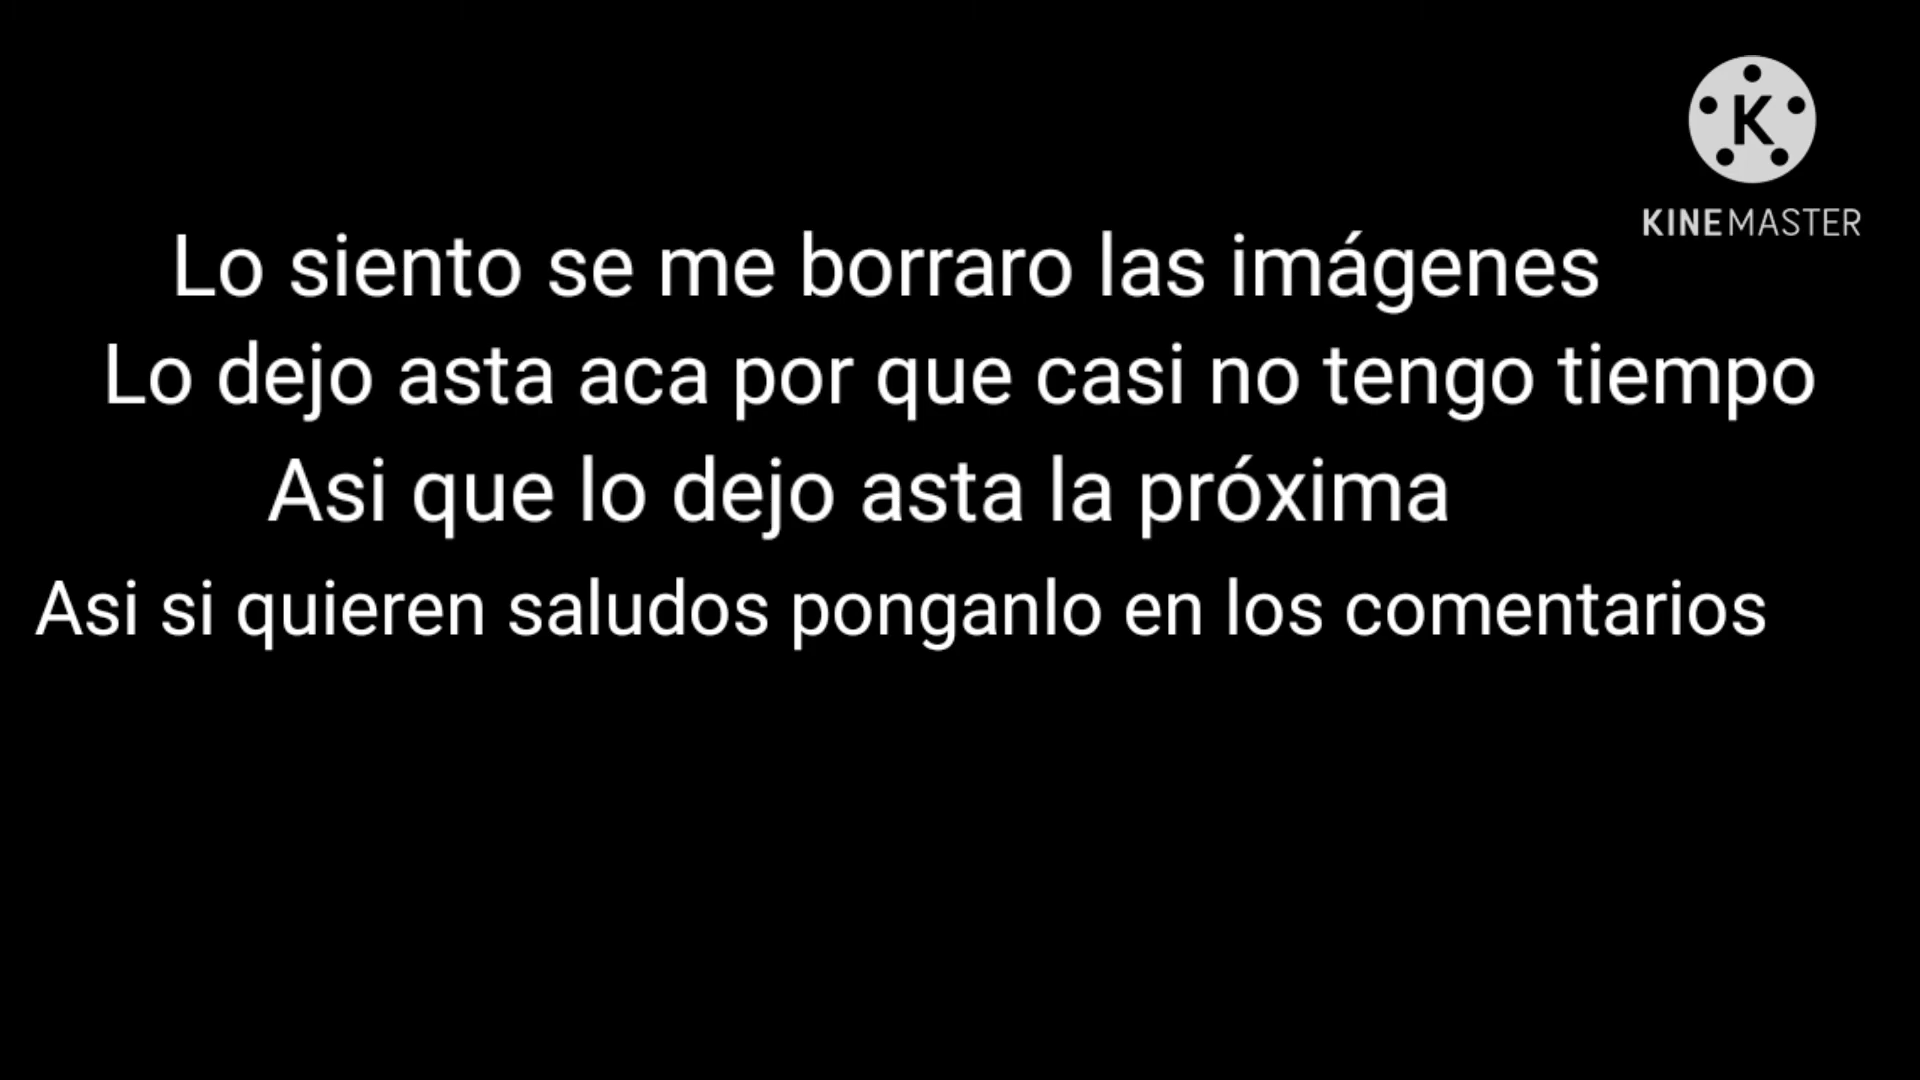 K
KINEMASTER
Lo siento se me borraro las imágenes
Lo dejo asta aca por que casi no tengo tiempo
Asi que lo dejo asta la próxima
Asi si quieren saludos ponganlo en los comentarios